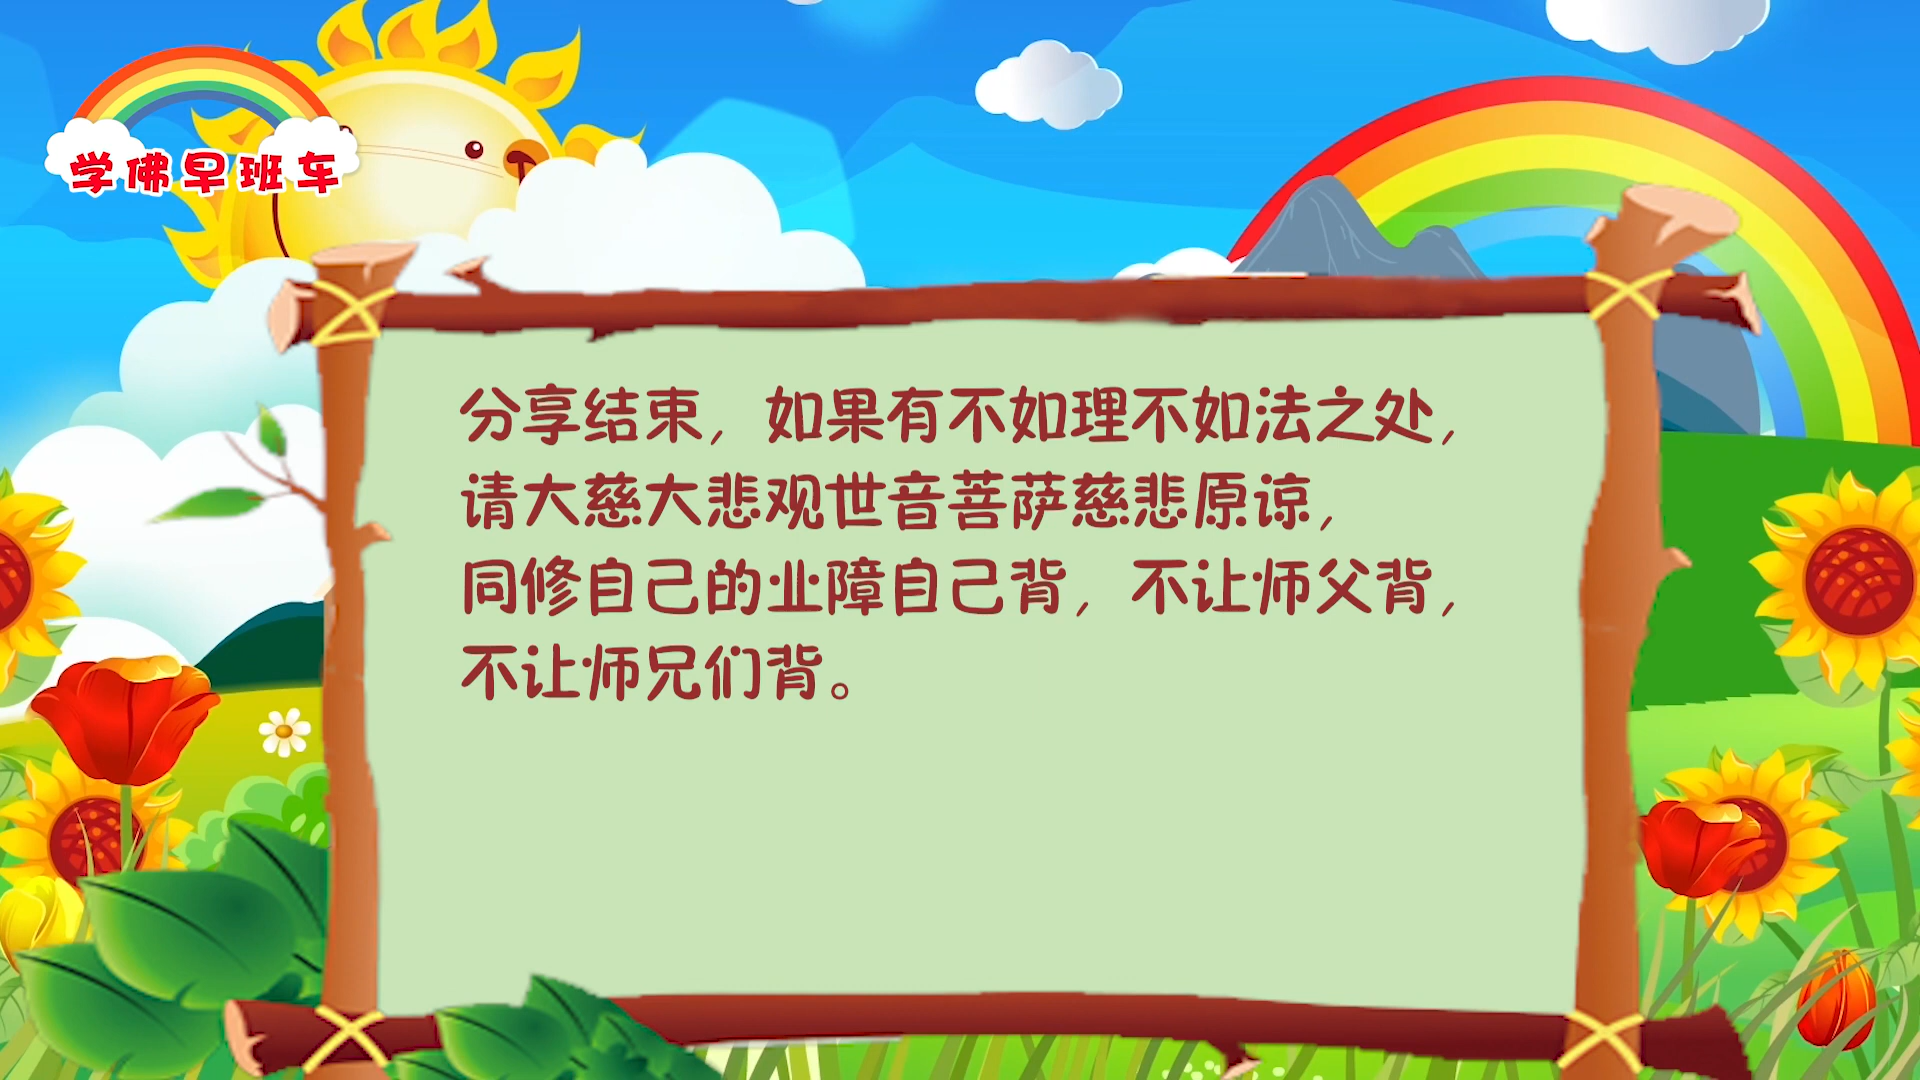 学佛早班车
分享结束，如果有不如理不如法之处，
请大慈大悲观世音菩萨慈悲原谅，
同修自己的业障自己背，不让师父背，
不让师兄们背。